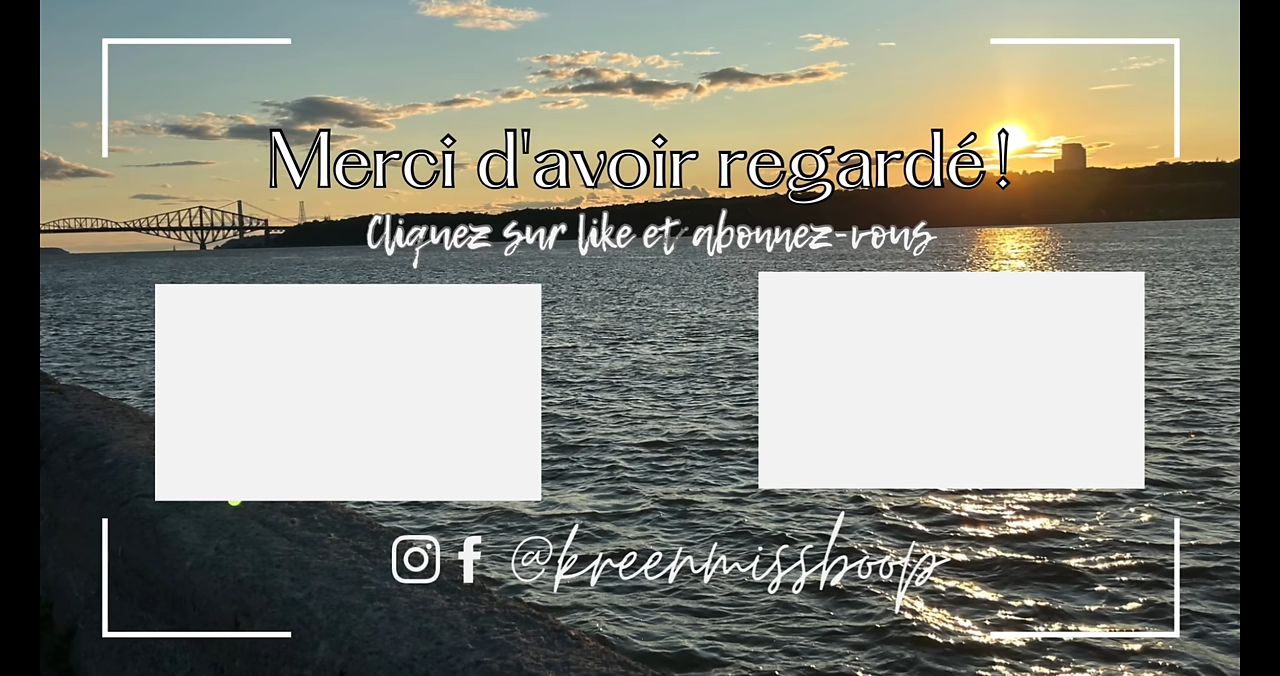 Merci d'avoir regardé!
Cliquez sur like et abonnez-vous
@kreenmissboop